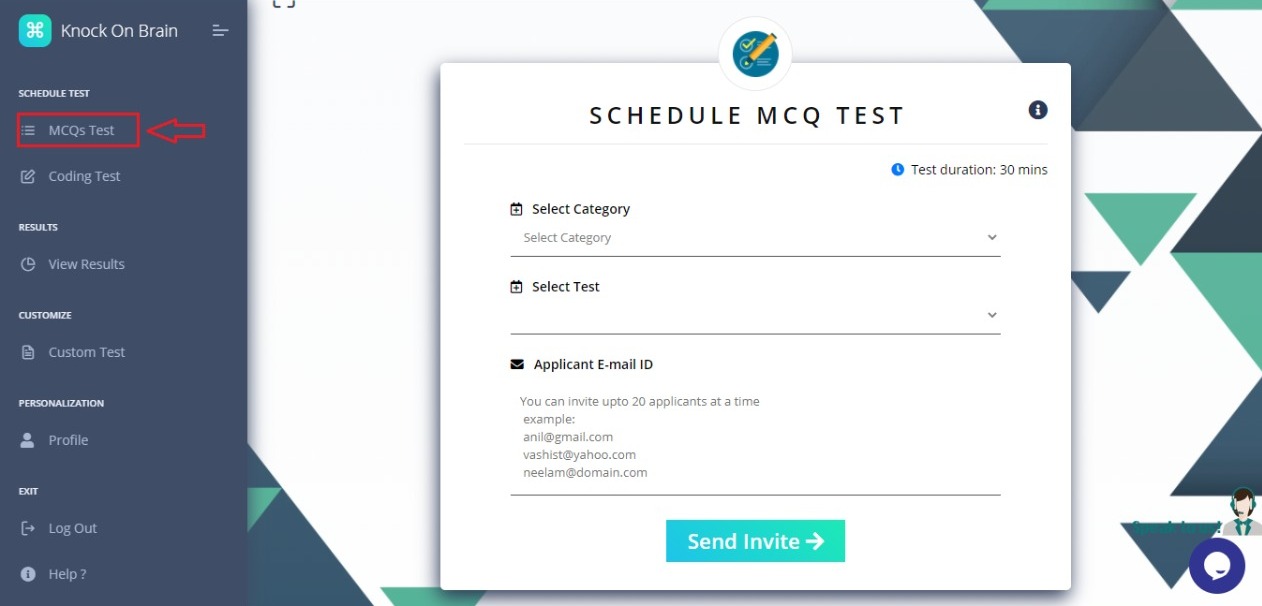 Knock On Brain
SCHEDULE TEST
MCQs Test
Coding Test
RESULTS
View Results
CUSTOMIZE
Custom Test
PERSONALIZATION
Profile
EXIT
Log Out
Help ?
SCHEDULE MCQ TEST
Test duration: 30 mins
Select Category
Select Category
Select Test
Applicant E-mail ID
You can invite upto 20 applicants at a time
example:
anil@gmail.com
vashist@yahoo.com
neelam@domain.com
Send Invite